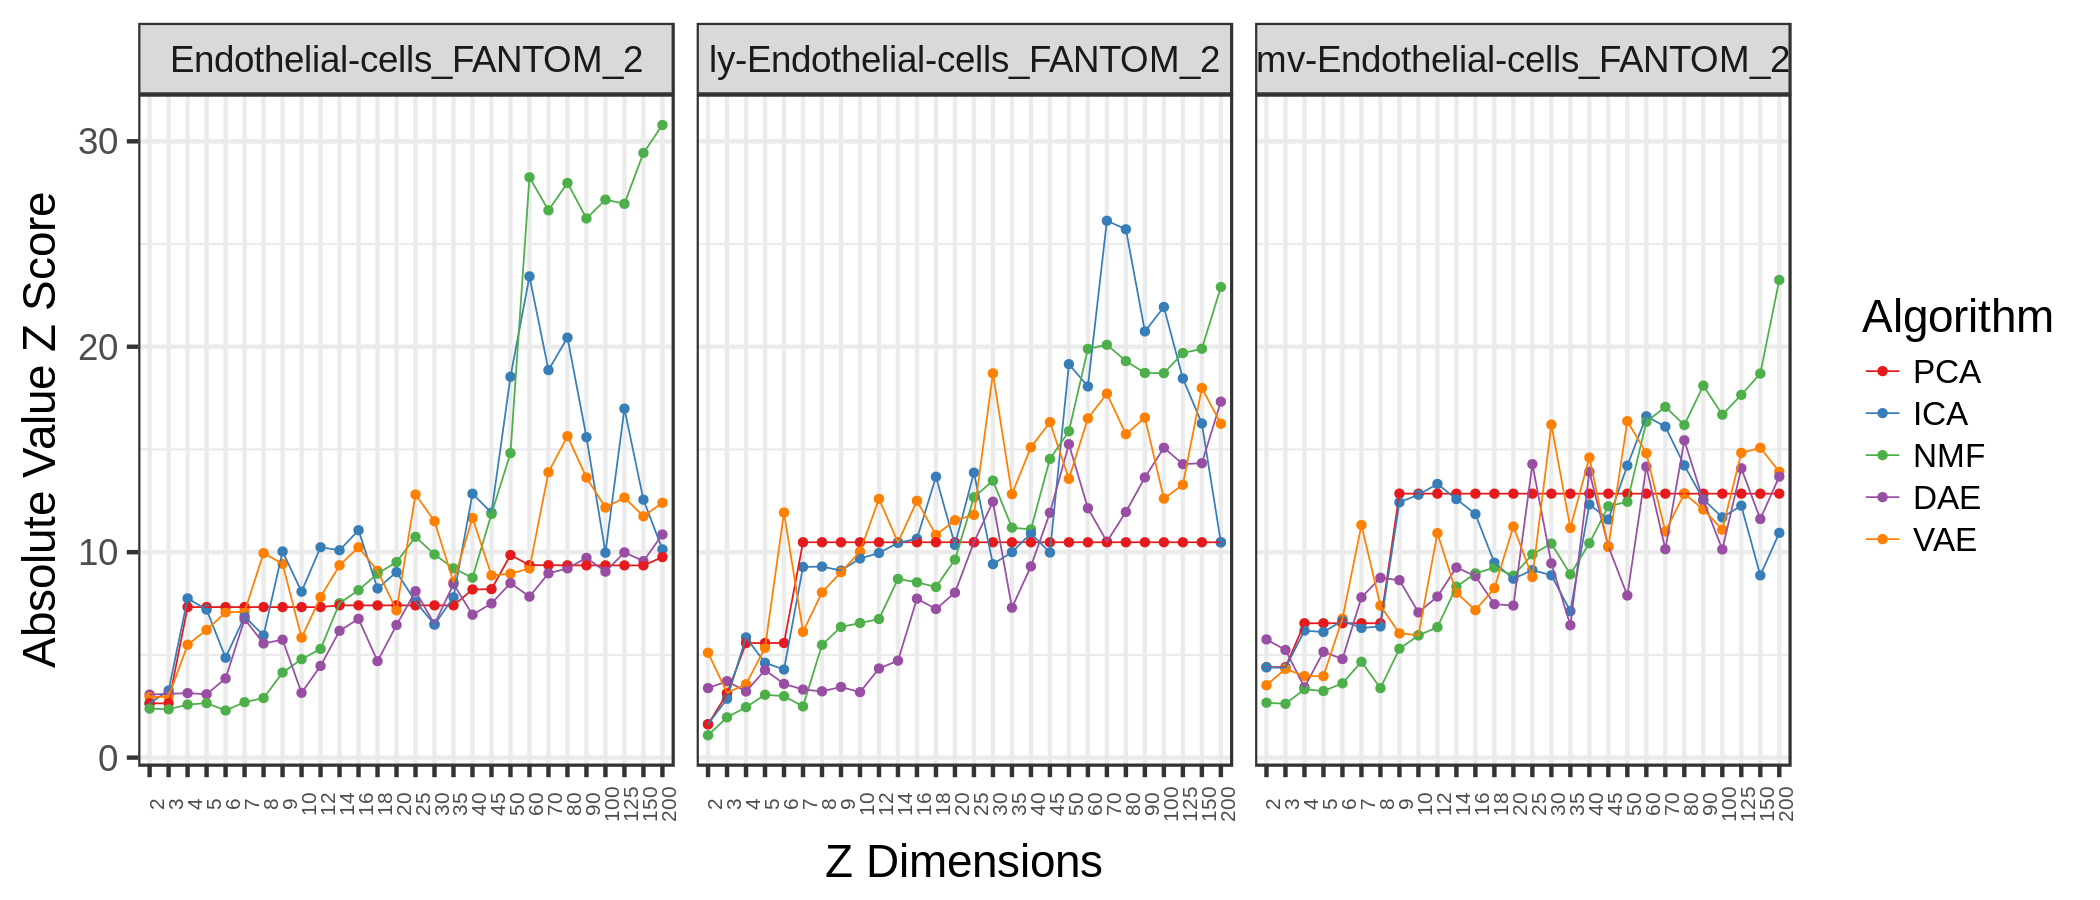 Endothelial-cells_FANTOM_2
ly-Endothelial-cells_FANTOM_2
mv-Endothelial-cells_FANTOM_2
Absolute Value Z Score
30
20
10
0
2 3 4 5 6 7 8 9 10 12 14 16 18 20 25 30 35 40 45 50 60 70 80 90 100 125 150 200
2 3 4 5 6 7 8 9 10 12 14 16 18 20 25 30 35 40 45 50 60 70 80 90 100 125 150 200
2 3 4 5 6 7 8 9 10 12 14 16 18 20 25 30 35 40 45 50 60 70 80 90 100 125 150 200
Z Dimensions
Algorithm
PCA
ICA
NMF
DAE
VAE